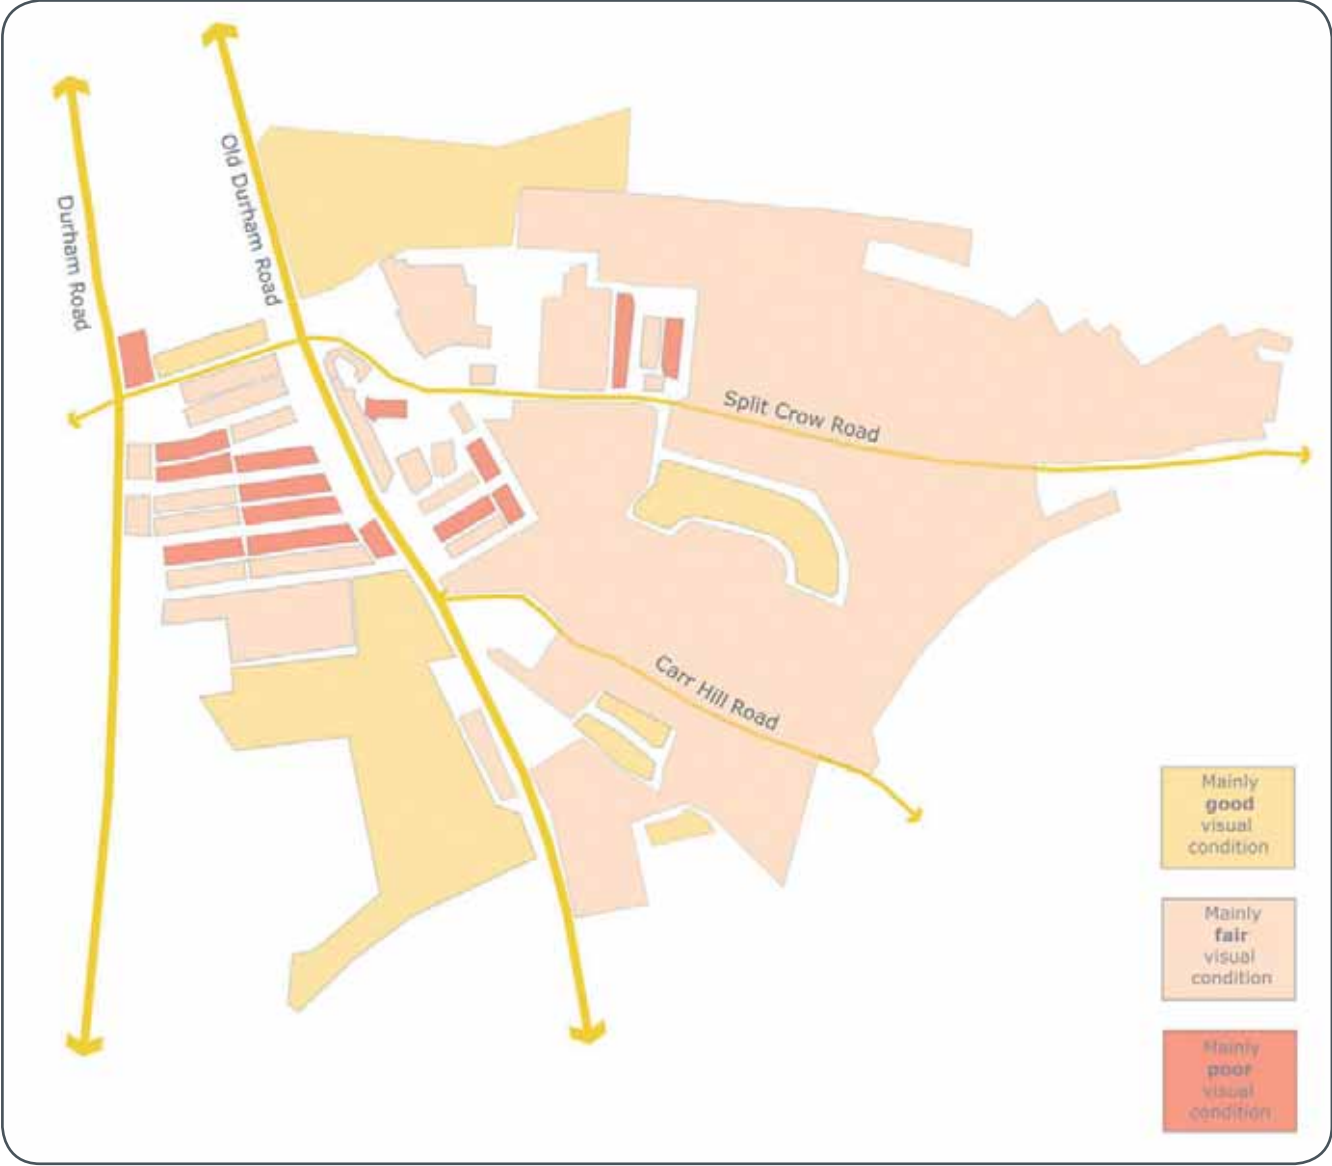 Old Durham Road
Durham Road
Split Crow Road
Carr Hill Road
Mainly
good
visual
condition
Mainly
fair
visual
condition
Mainly
poor
visual
condition